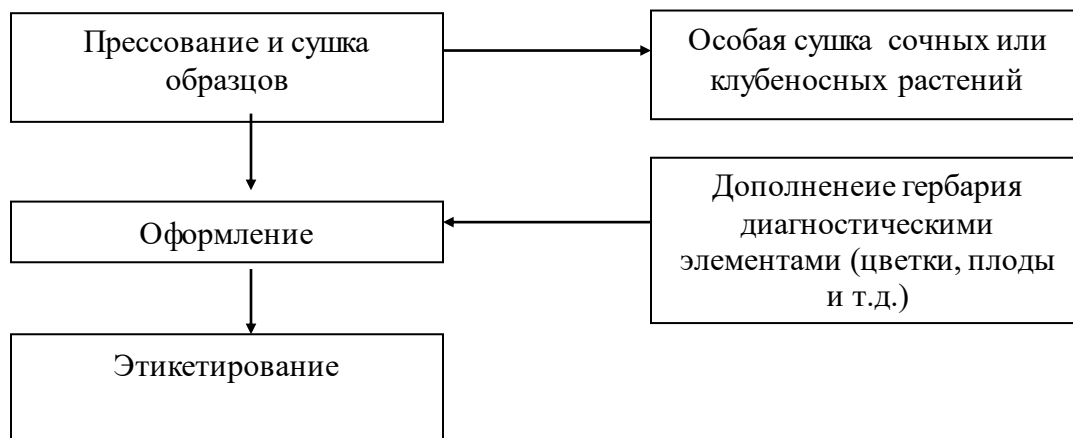 Прессование и сушка
образцов
Особая сушка сочных или
клубеносных растений
Оформление
Дополненеие гербария
диагностическими
элементами (цветки, плоды
и т.д.)
Этикетирование